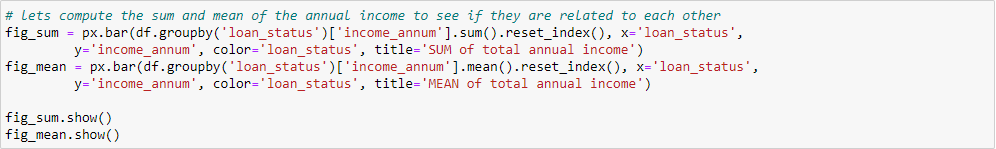 # lets compute the sum and mean of the annual income to see if they are related to each other
fig_sum = px.bar(df.groupby('loan_status')['income_annum'].sum().reset_index(), x='loan_status',
y='income_annum', color='loan_status', title='SUM of total annual income')
fig_mean = px.bar(df.groupby('loan_status')['income_annum'].mean().reset_index(), x='loan_status',
y='income_annum', color='loan_status', title='MEAN of total annual income')
fig_sum.show()
fig_mean.show()